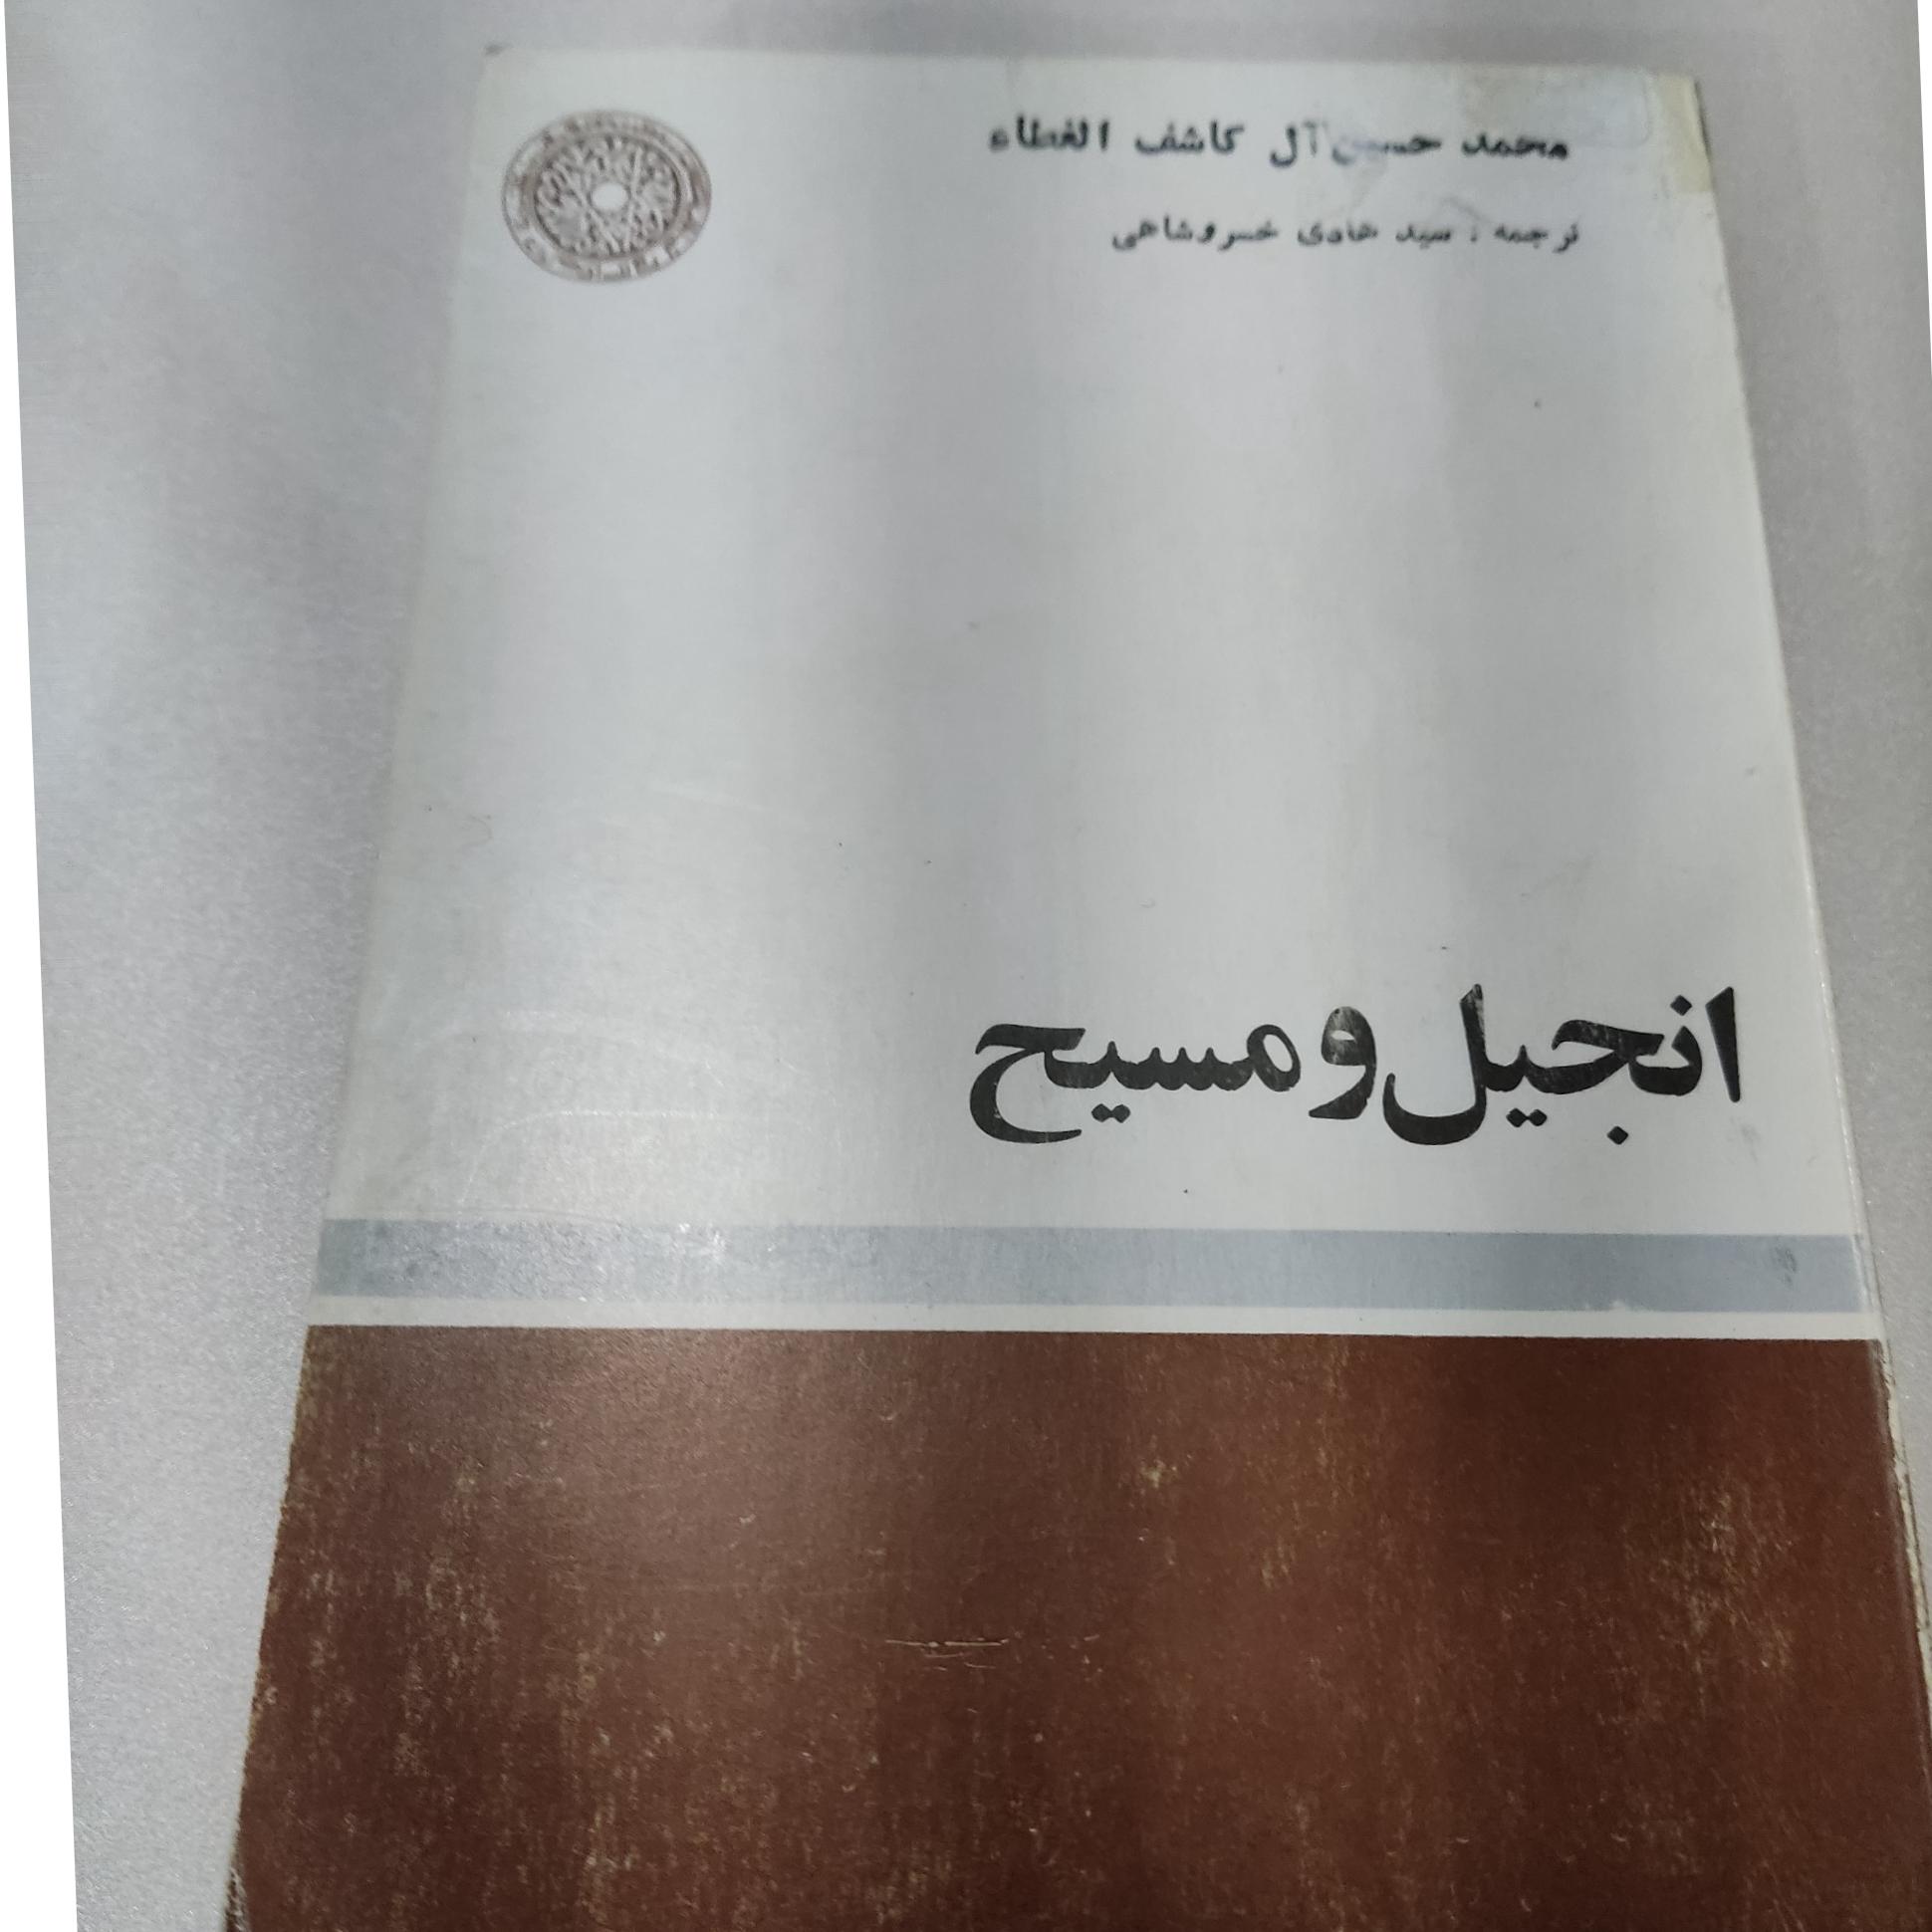 محمد حسین آل کاشف الغطاء
ترجمه : سید هادی خسروشاهی
انجیل و مسیح